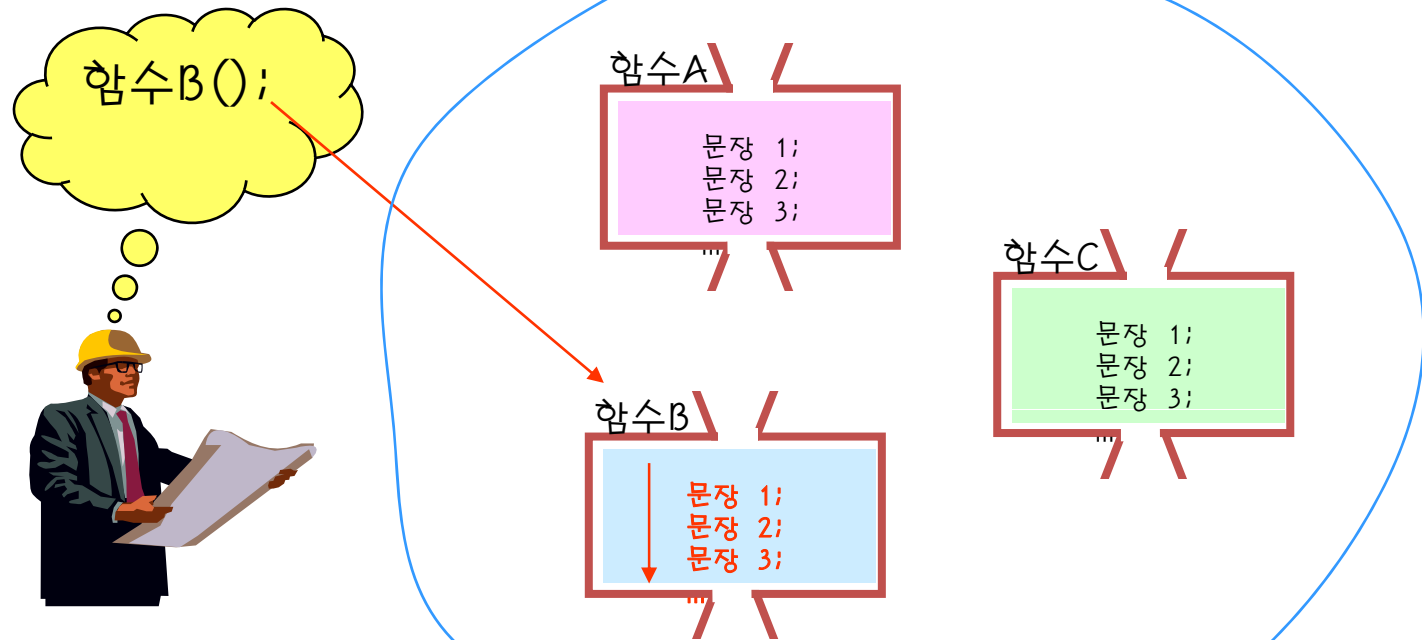 함수B();
함수A
문장 1;
문장 2;
문장 3;
...
함수C
문장 1;
문장 2;
문장 3;
...
함수B
문장 1;
문장 2;
문장 3;
...